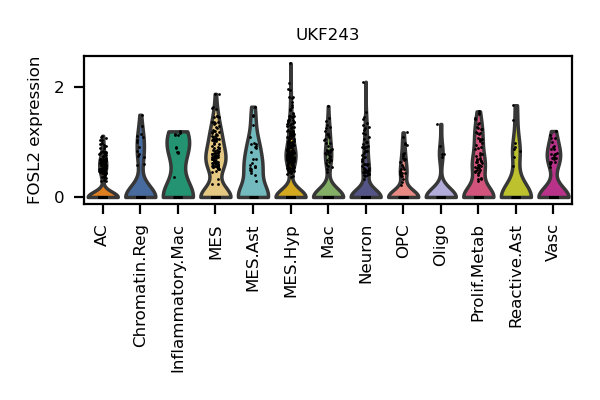 UKF243
FOSL2 expression
2
0
AC
Chromatin.Reg
Inflammatory.Mac
MES
MES.Ast
MES.Hyp
Mac
Neuron
OPC
Oligo
Prolif.Metab
Reactive.Ast
Vasc